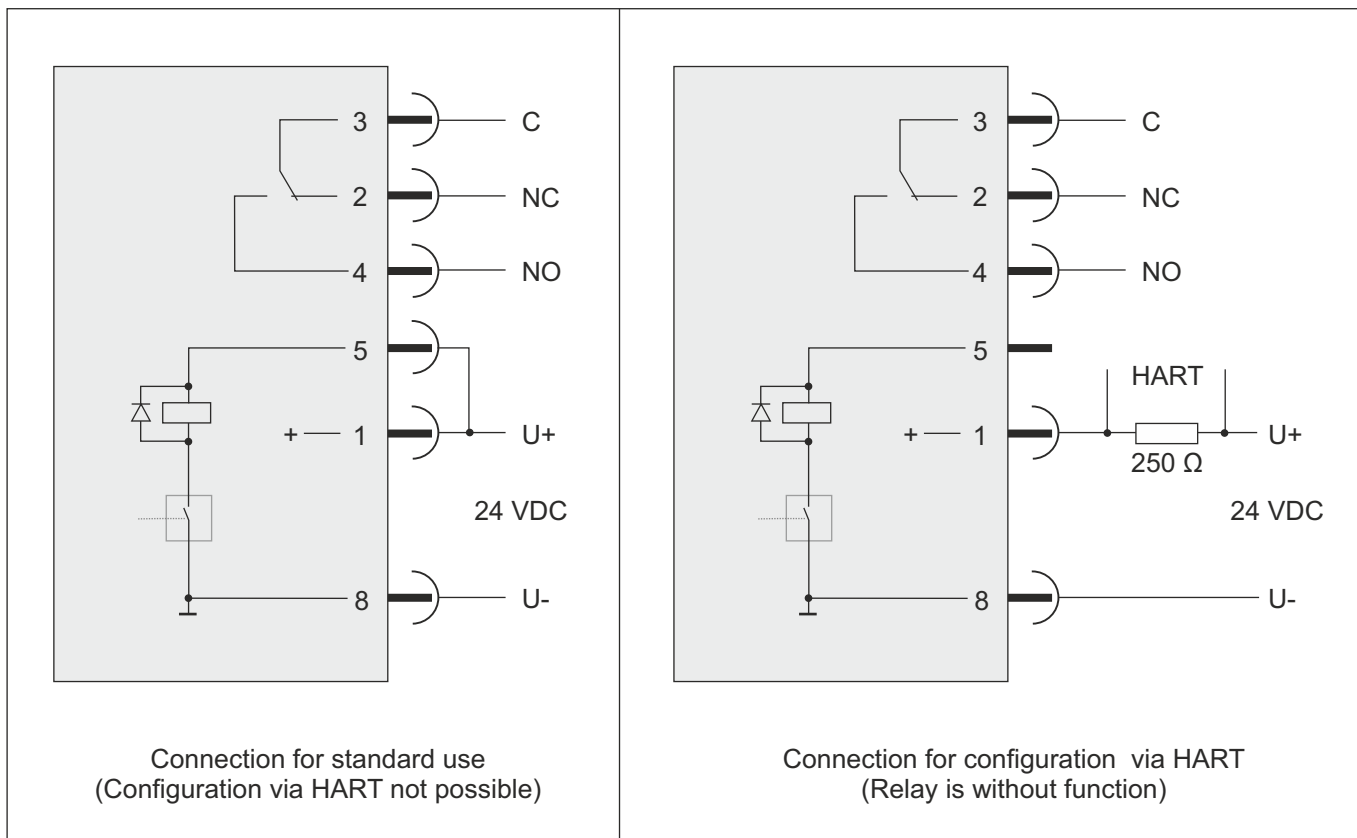 3 C
2 NC
4 NO
5
+ 1 U+
24 VDC
8 U-
Connection for standard use
(Configuration via HART not possible)
3 C
2 NC
4 NO
5
HART
+ 1 U+
250 Ω
24 VDC
8 U-
Connection for configuration via HART
(Relay is without function)